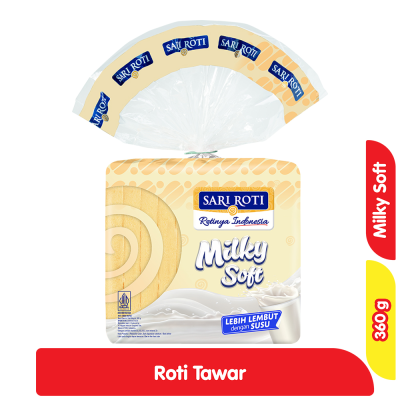 SARI ROTI
SARI ROTI
SARI ROTI
SARI ROTI
SARI ROTI
SARI ROTI
Rotinya Indonesia
Milky
Soft
LEBIH LEMBUT
dengan SUSU
Milky Soft
360g
Roti Tawar